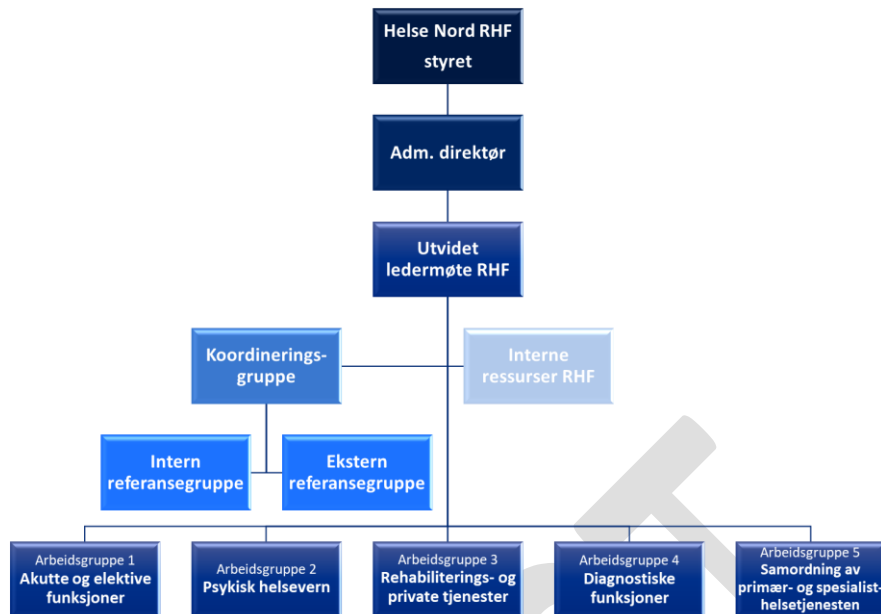 Helse Nord RHF
styret
Adm. direktør
Utvidet
ledermøte RHF
Koordinerings-
gruppe
Interne
ressurser RHF
Intern
referansegruppe
Ekstern
referansegruppe
Arbeidsgruppe 1
Akutte og elektive
funksjoner
Arbeidsgruppe 2
Psykisk helsevern
Arbeidsgruppe 3
Rehabiliterings- og
private tjenester
Arbeidsgruppe 4
Diagnostiske
funksjoner
Arbeidsgruppe 5
Samordning av
primær- og spesialist-
helsetjenesten